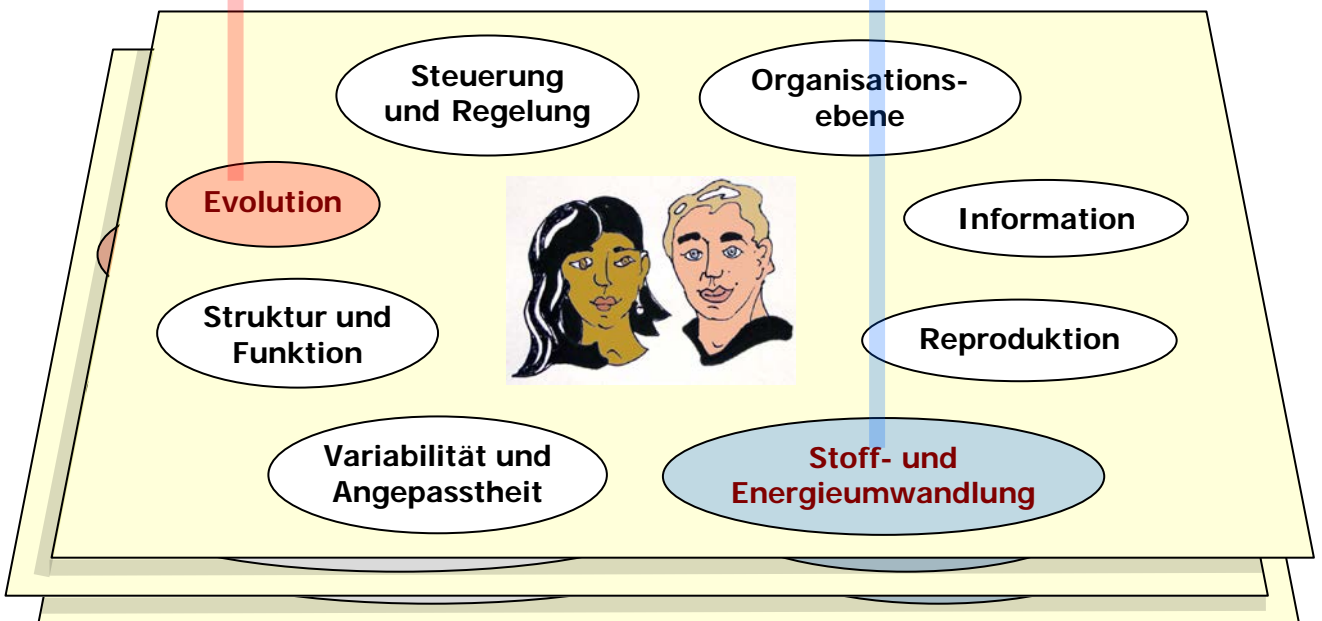 Steuerung
und Regelung
Organisations-
ebene
Evolution
Information
Struktur und
Funktion
Reproduktion
Variabilität und
Angepasstheit
Stoff- und
Energieumwandlung